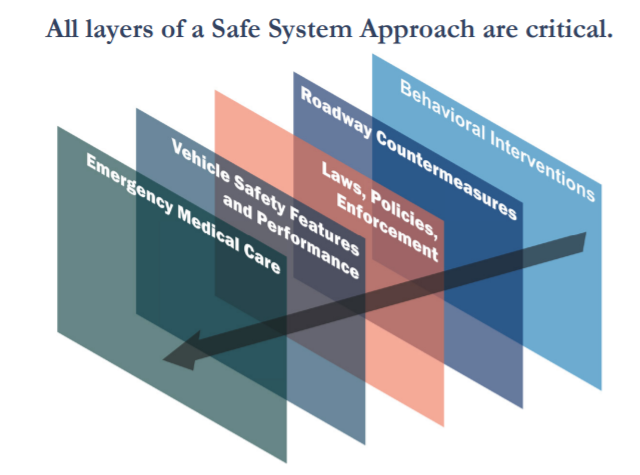 All layers of a Safe System Approach are critical.
Behavioral Interventions
Roadway Countermeasures
Laws, Policies,
Enforcement
Vehicle Safety Features
and Performance
Emergency Medical Care